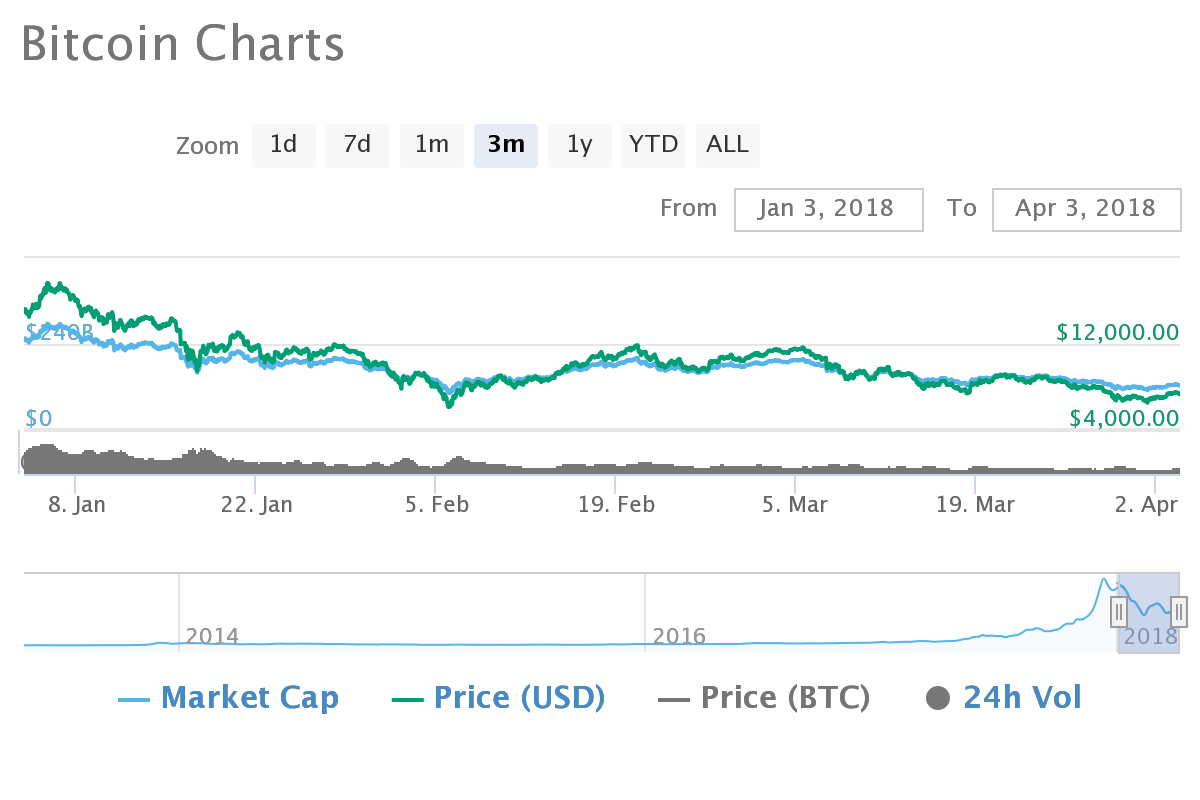 Bitcoin Charts
Zoom 1d 7d 1m 3m 1y YTD ALL
From Jan 3, 2018 To Apr 3, 2018
$240B $12,000.00
$0 $4,000.00
0
8. Jan 22. Jan 5. Feb 19. Feb 5. Mar 19. Mar 2. Apr
2014 2016 2018
Market Cap Price (USD) Price (BTC) 24h Vol